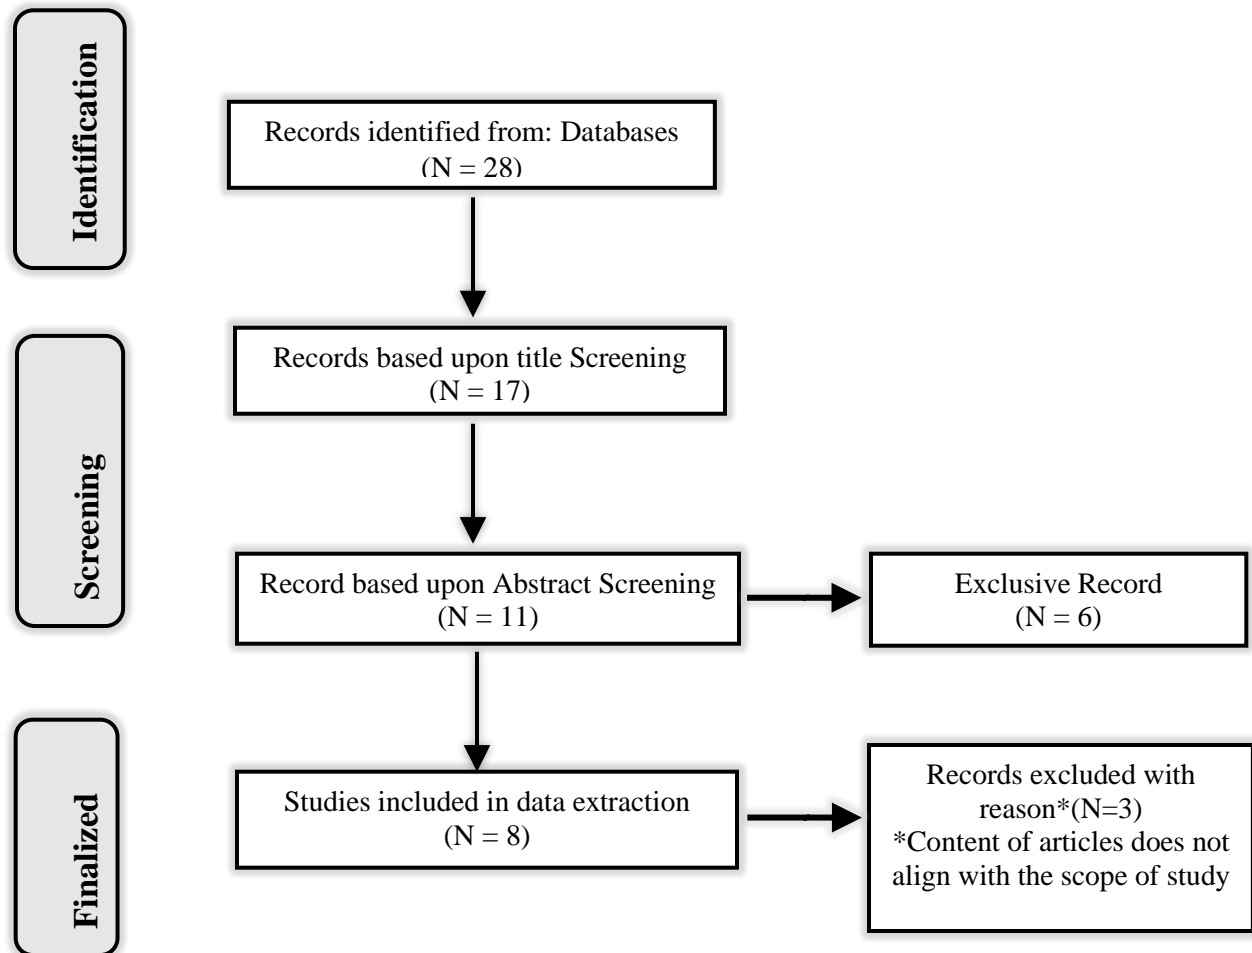 Identification
Records identified from: Databases
(N = 28)
Screening
Records based upon title Screening
(N = 17)
Record based upon Abstract Screening
(N = 11)
Exclusive Record
(N = 6)
Finalized
Studies included in data extraction
(N = 8)
Records excluded with
reason*(N=3)
*Content of articles does not
align with the scope of study